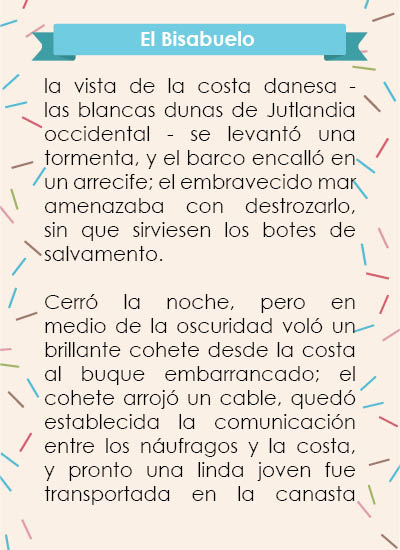 El Bisabuelo
la vista de la costa danesa -
las blancas dunas de Jutlandia
occidental - se levantó una
tormenta, y el barco encalló en
un arrecife; el embravecido mar
amenazaba con destrozarlo,
sin que sirviesen los botes de
salvamento.
Cerró la noche, pero en
medio de la oscuridad voló un
brillante cohete desde la costa
al buque embarrancado; el
cohete arrojó un cable, quedó
establecida la comunicación
entre los náufragos y la costa,
y pronto una linda joven fue
transportada en la canasta